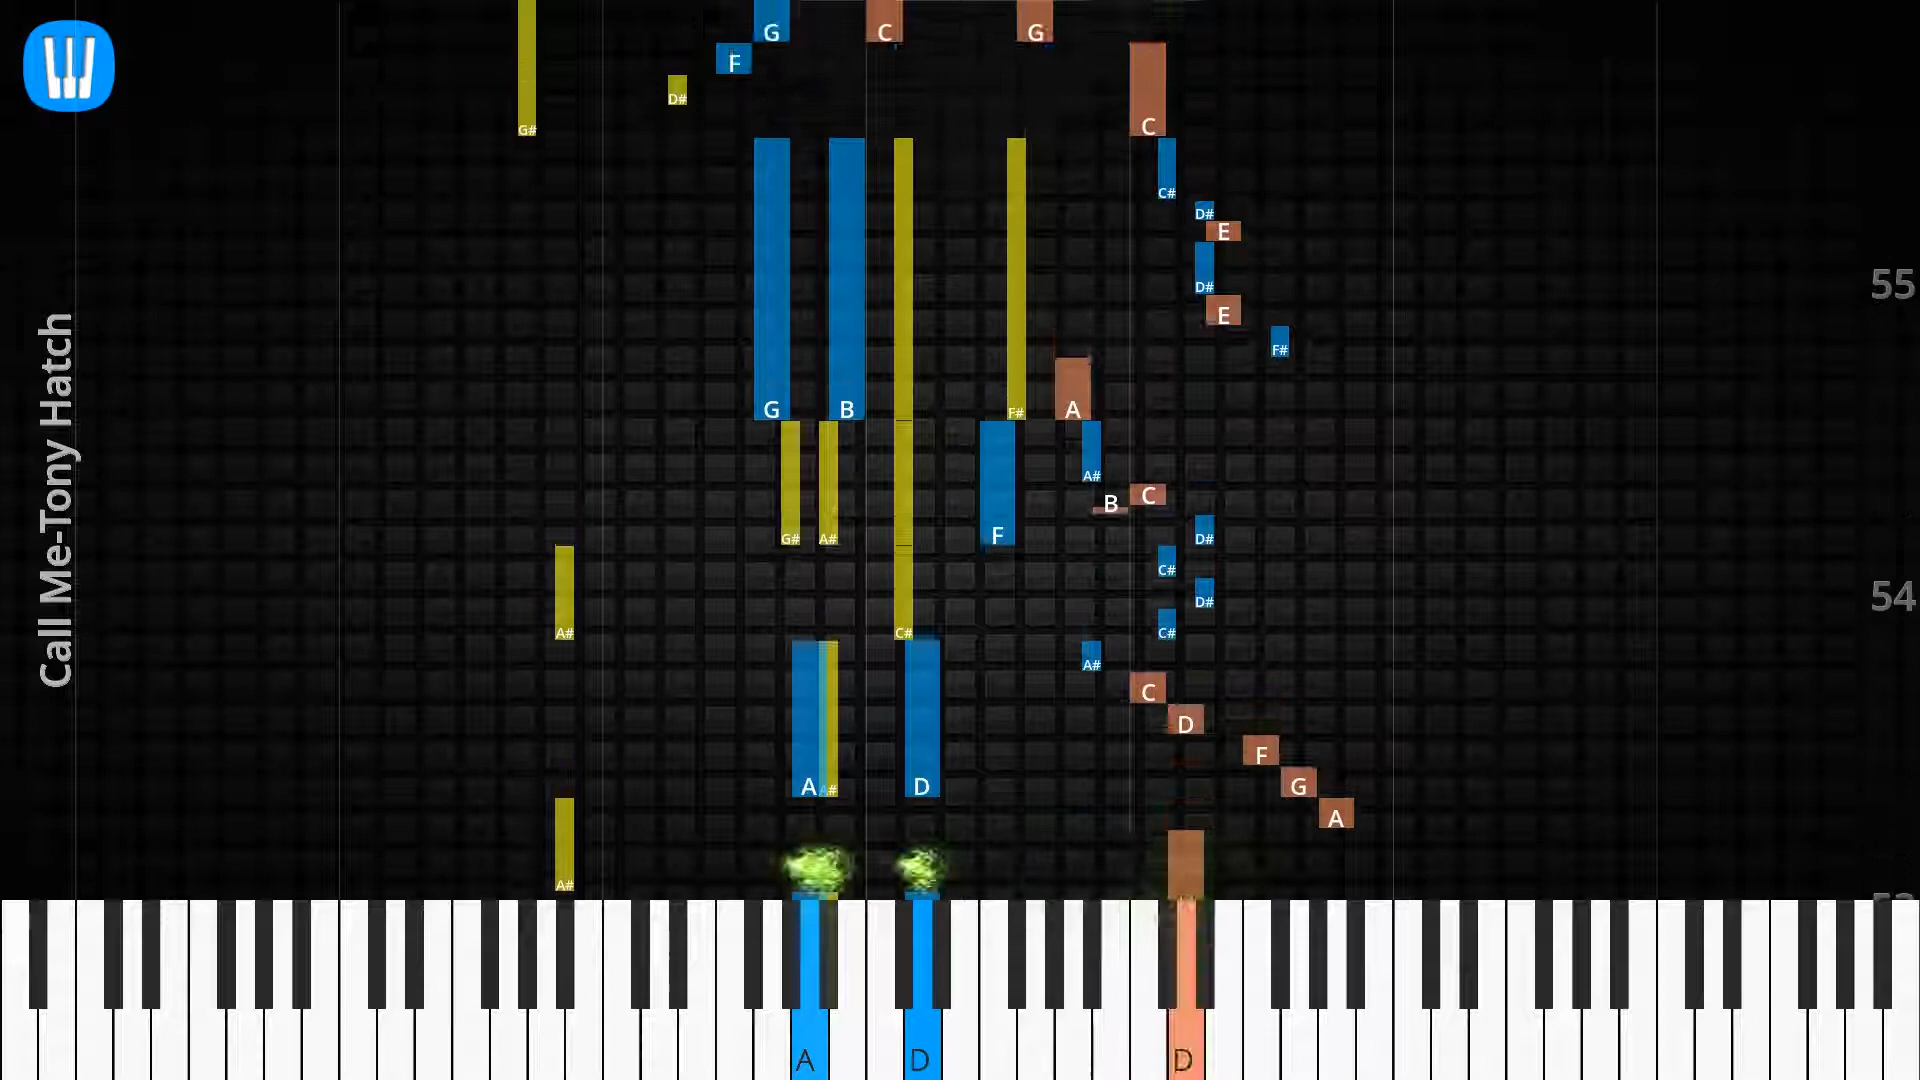 G C G
F
D#
G# C
C#
D#
E
D#
E
F#
G B F# A
A#
B C
G# A# F D#
C#
D#
A# C# C#
A#
C
D
F
G
A A# D
A
A#
A D D
Call Me-Tony Hatch
55
54